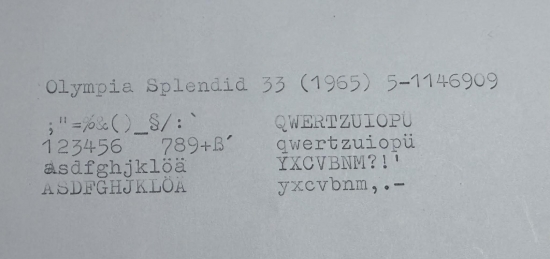 Olympia Splendid 33 (1965) 5-1146909
;"=%&()_§/:` QWERTZUIOPÜ
123456 789+ß´ qwertzuiopü
asdfghjklöä YXCVBNM?!'
ASDFGHJKLÖÄ yxcvbnm,.-